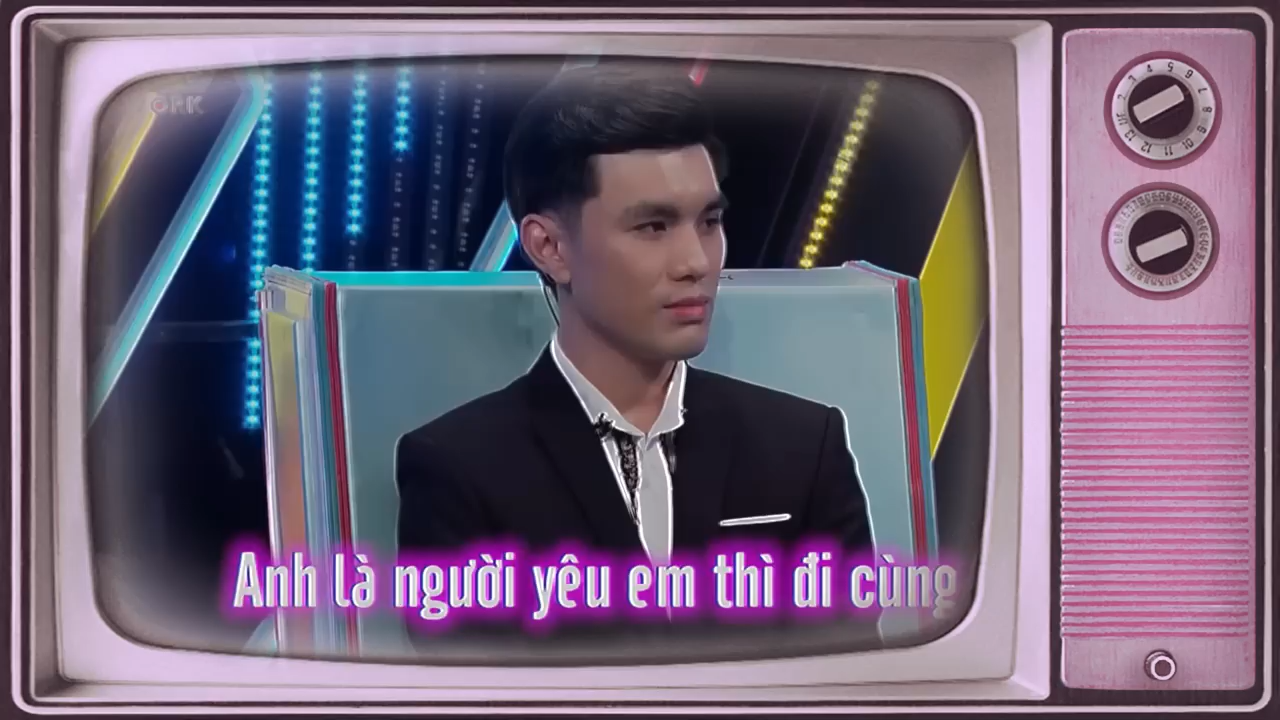 Anh là người yêu em thì đi cùng